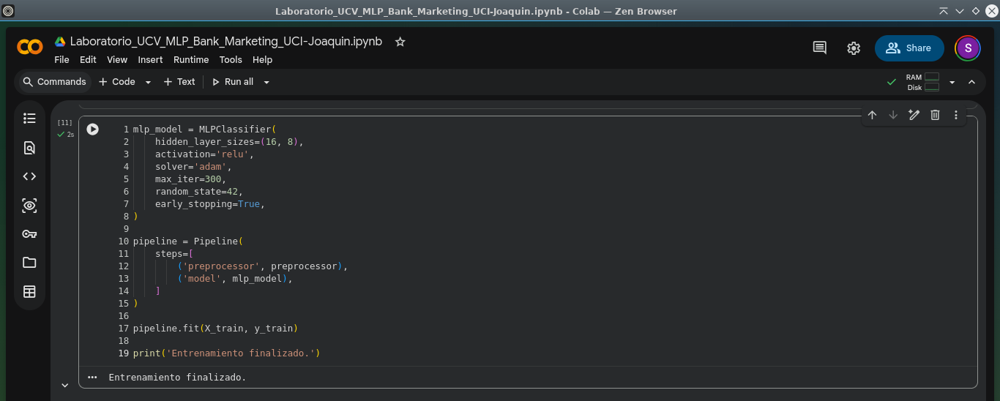 Laboratorio_UCV_MLP_Bank_Marketing_UCI-Joaquin.ipynb - Colab — Zen Browser
Laboratorio_UCV_MLP_Bank_Marketing_UCI-Joaquin.ipynb
File Edit View Insert Runtime Tools Help
Share
S
Commands + Code + Text Run all
RAM
Disk
[11]
2s
1 mlp_model = MLPClassifier(
2     hidden_layer_sizes=(16, 8),
3     activation='relu',
4     solver='adam',
5     max_iter=300,
6     random_state=42,
7     early_stopping=True,
8 )
9
10 pipeline = Pipeline(
11     steps=[
12         ('preprocessor', preprocessor),
13         ('model', mlp_model),
14     ]
15 )
16
17 pipeline.fit(X_train, y_train)
18
19 print('Entrenamiento finalizado.')
••• Entrenamiento finalizado.